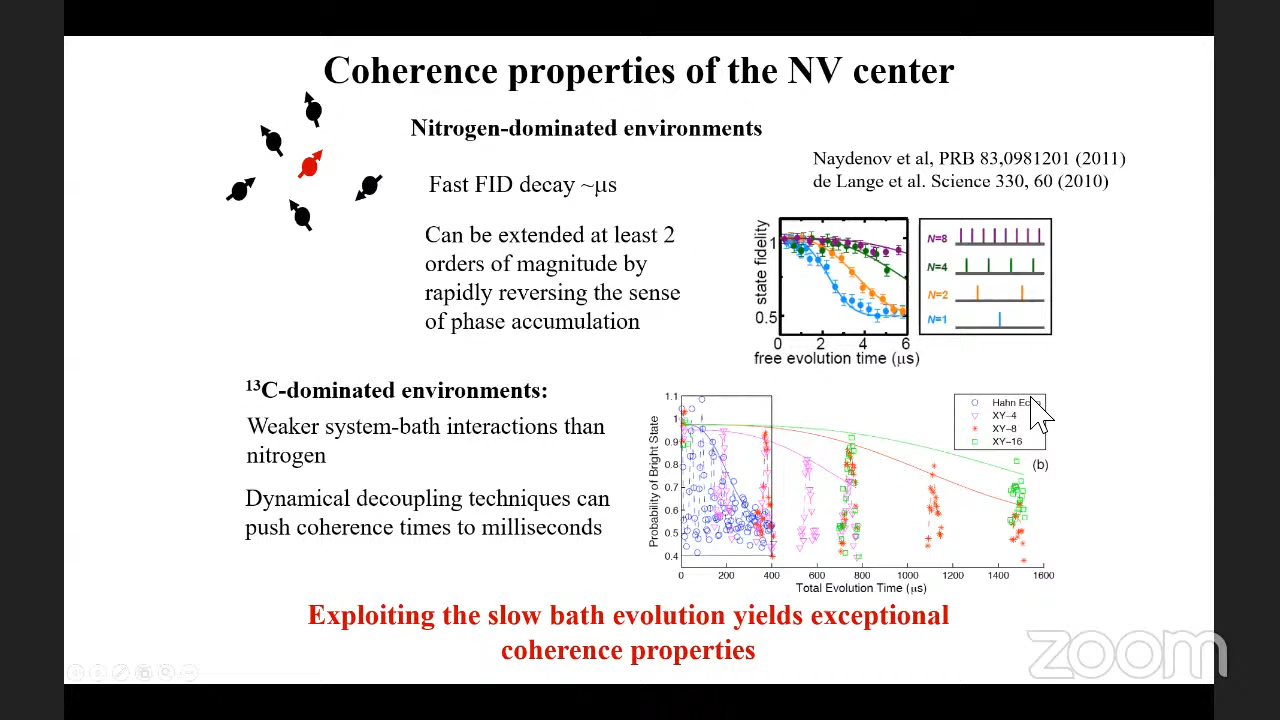 Coherence properties of the NV center
Nitrogen-dominated environments
Naydenov et al, PRB 83,0981201 (2011)
de Lange et al. Science 330, 60 (2010)
Fast FID decay ~μs
Can be extended at least 2
orders of magnitude by
rapidly reversing the sense
of phase accumulation
state fidelity
1
0.5
0 2 4 6
free evolution time (μs)
N=8
N=4
N=2
N=1
¹³C-dominated environments:
Weaker system-bath interactions than
nitrogen
Dynamical decoupling techniques can
push coherence times to milliseconds
Probability of Bright State
1.1
1
0.9
0.8
0.7
0.6
0.5
0.4
0 200 400 600 800 1000 1200 1400 1600
Total Evolution Time (μs)
Hahn
XY-4
XY-8
XY-16
(b)
Exploiting the slow bath evolution yields exceptional
coherence properties
zoom